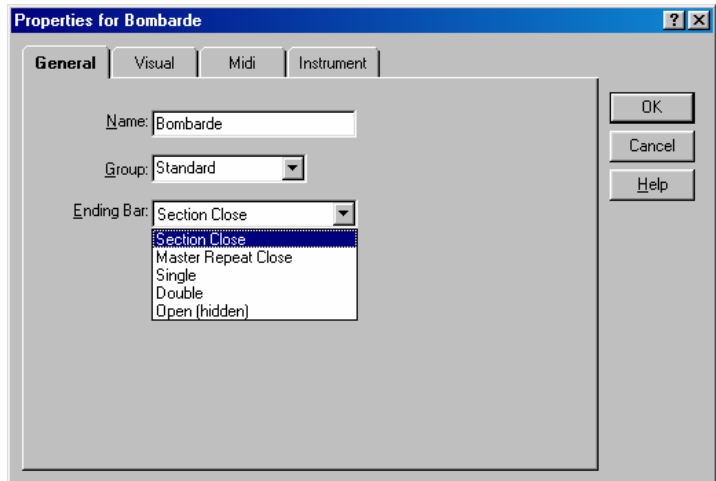 Properties for Bombarde
General Visual Midi Instrument
OK
Cancel
Help
Name: Bombarde
Group: Standard
Ending Bar: Section Close
Section Close
Master Repeat Close
Single
Double
Open (hidden)